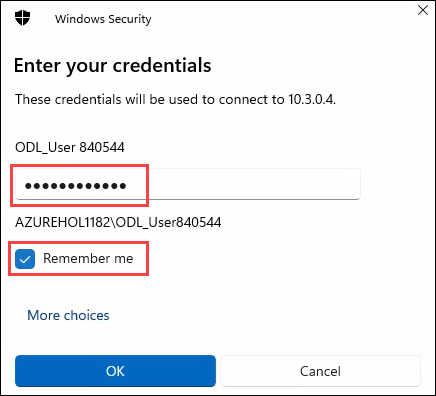 Windows Security
Enter your credentials
These credentials will be used to connect to 10.3.0.4.
ODL_User 840544
••••••••••••
AZUREHOL1182\ODL_User840544
Remember me
More choices
OK
Cancel